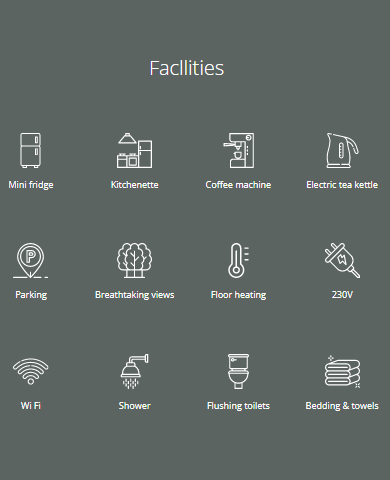 Facllities
Mini fridge
Kitchenette
Coffee machine
Electric tea kettle
P
Parking
Breathtaking views
Floor heating
230V
Wi Fi
Shower
Flushing toilets
Bedding & towels